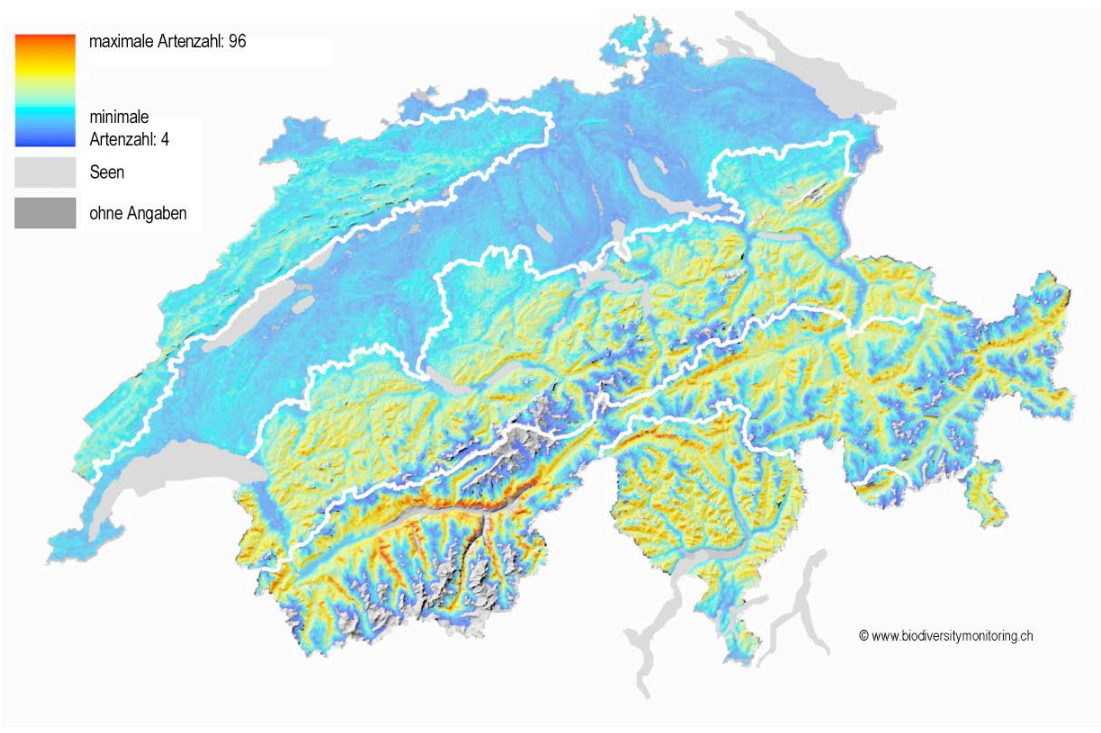 maximale Artenzahl: 96
minimale
Artenzahl: 4
Seen
ohne Angaben
© www.biodiversitymonitoring.ch